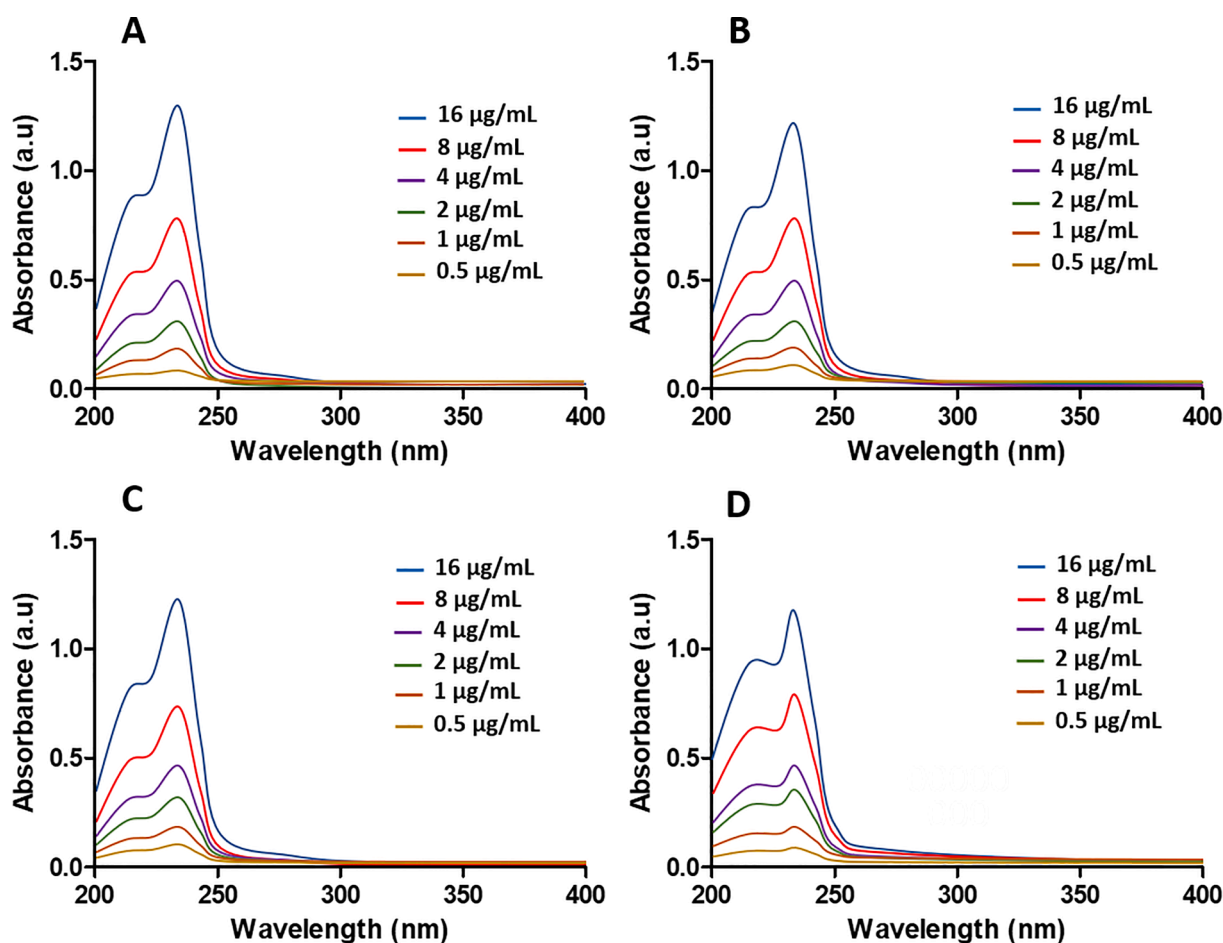 A
Absorbance (a.u)
1.5
1.0
0.5
0.0
200
250
300
350
400
Wavelength (nm)
16 µg/mL
8 µg/mL
4 µg/mL
2 µg/mL
1 µg/mL
0.5 µg/mL
B
Absorbance (a.u)
1.5
1.0
0.5
0.0
200
250
300
350
400
Wavelength (nm)
16 µg/mL
8 µg/mL
4 µg/mL
2 µg/mL
1 µg/mL
0.5 µg/mL
C
Absorbance (a.u)
1.5
1.0
0.5
0.0
200
250
300
350
400
Wavelength (nm)
16 µg/mL
8 µg/mL
4 µg/mL
2 µg/mL
1 µg/mL
0.5 µg/mL
D
Absorbance (a.u)
1.5
1.0
0.5
0.0
200
250
300
350
400
Wavelength (nm)
16 µg/mL
8 µg/mL
4 µg/mL
2 µg/mL
1 µg/mL
0.5 µg/mL